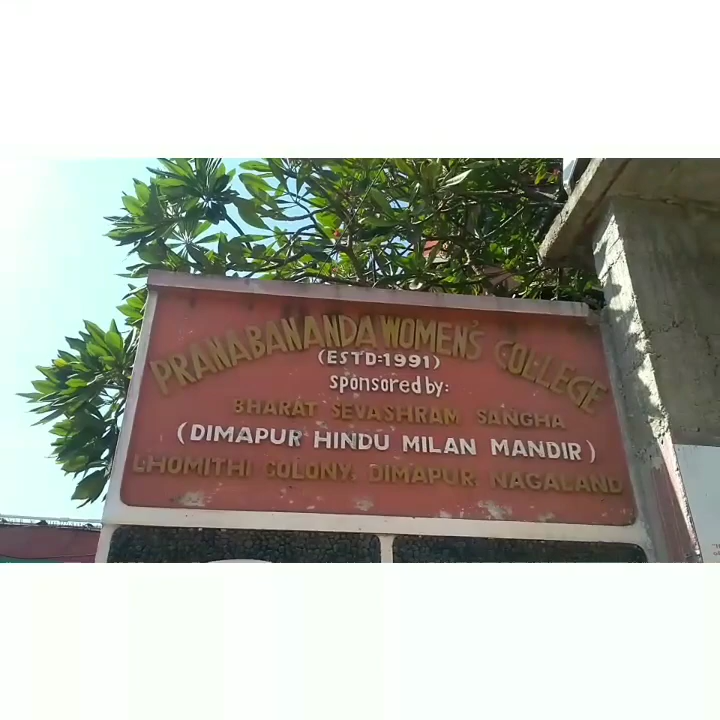 PRANABANANDA WOMEN'S COLLEGE
(ESTD:1991)
sponsored by:
BHARAT SEVASHRAM SANGHA
(DIMAPUR HINDU MILAN MANDIR)
LHOMITHI COLONY, DIMAPUR NAGALAND